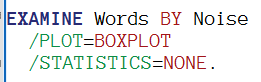 EXAMINE Words BY Noise
/PLOT=BOXPLOT
/STATISTICS=NONE.